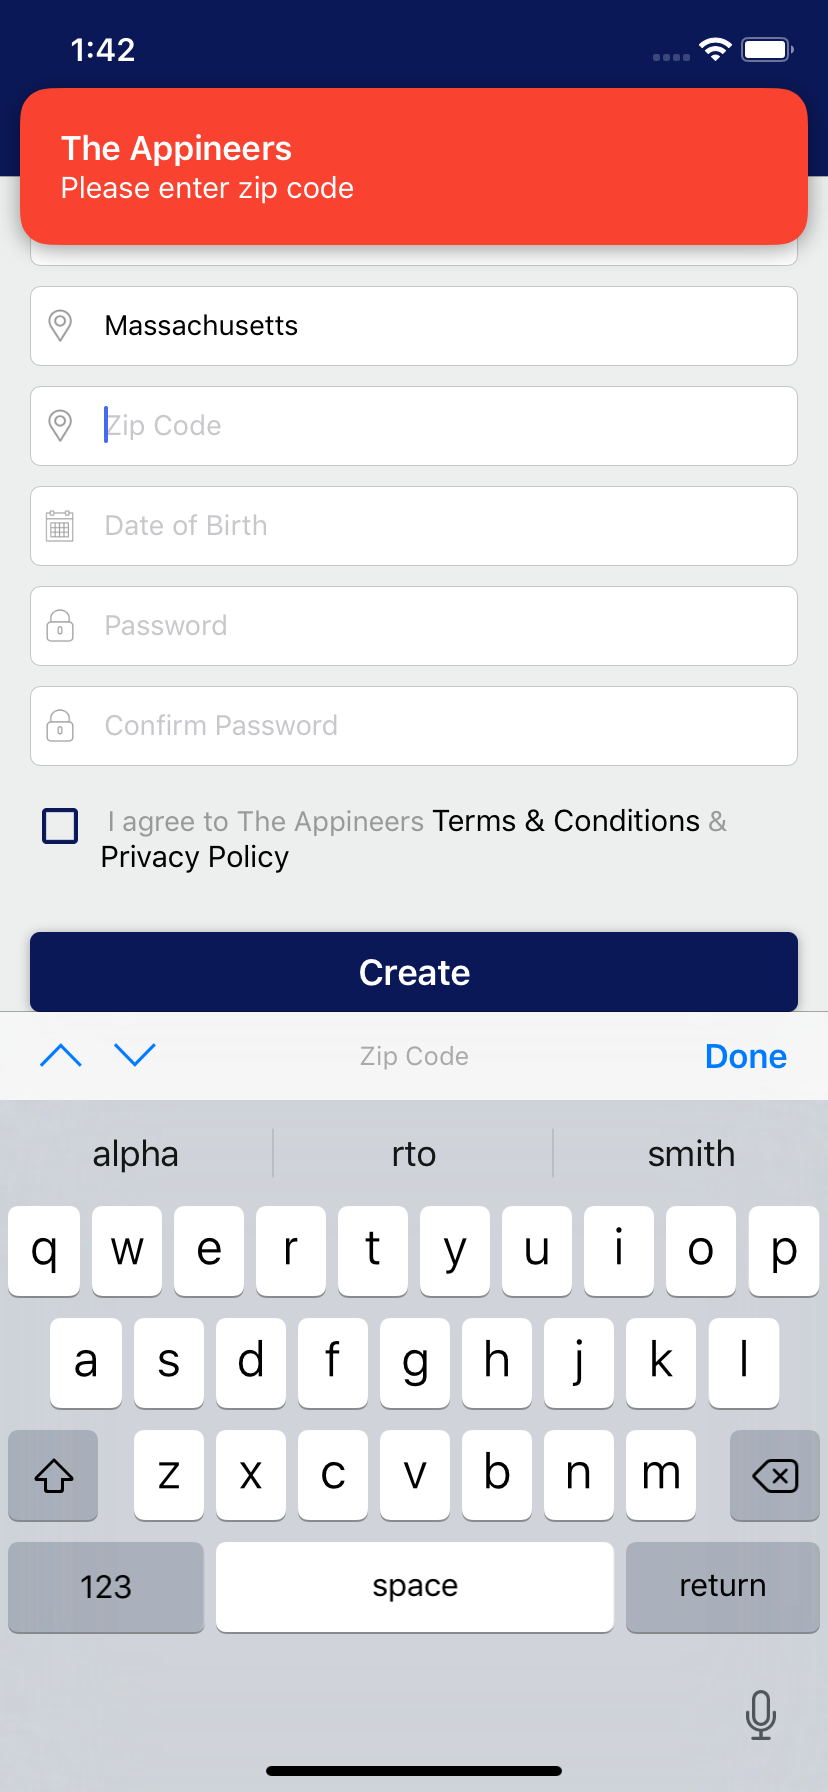 1:42
The Appineers
Please enter zip code
Massachusetts
Zip Code
Date of Birth
Password
Confirm Password
I agree to The Appineers Terms & Conditions &
Privacy Policy
Create
Zip Code Done
alpha rto smith
q w e r t y u i o p
a s d f g h j k l
z x c v b n m
123 space return